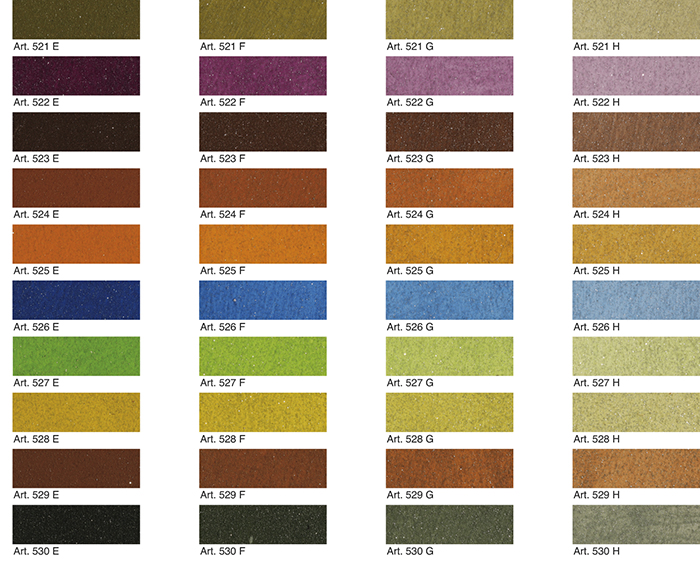 Art. 521 E
Art. 521 F
Art. 521 G
Art. 521 H
Art. 522 E
Art. 522 F
Art. 522 G
Art. 522 H
Art. 523 E
Art. 523 F
Art. 523 G
Art. 523 H
Art. 524 E
Art. 524 F
Art. 524 G
Art. 524 H
Art. 525 E
Art. 525 F
Art. 525 G
Art. 525 H
Art. 526 E
Art. 526 F
Art. 526 G
Art. 526 H
Art. 527 E
Art. 527 F
Art. 527 G
Art. 527 H
Art. 528 E
Art. 528 F
Art. 528 G
Art. 528 H
Art. 529 E
Art. 529 F
Art. 529 G
Art. 529 H
Art. 530 E
Art. 530 F
Art. 530 G
Art. 530 H